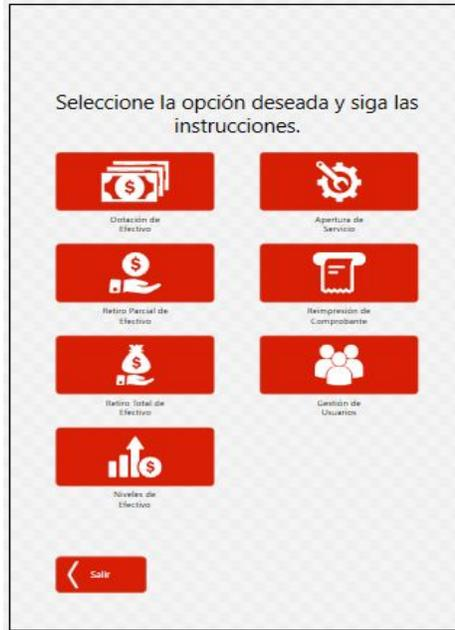 Seleccione la opción deseada y siga las
instrucciones.
Dotación de
Efectivo
Apertura de
Servicio
Retiro Parcial de
Efectivo
Reimpresión de
Comprobante
Retiro Total de
Efectivo
Gestión de
Usuarios
Niveles de
Efectivo
Salir